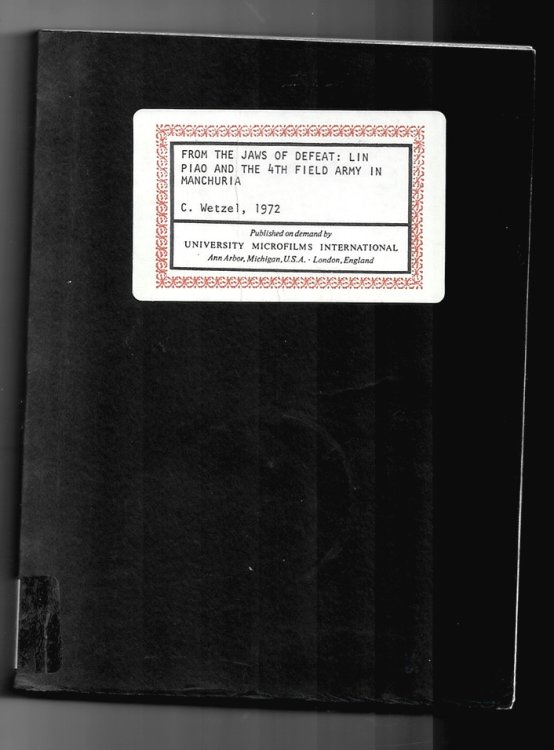 FROM THE JAWS OF DEFEAT: LIN
PIAO AND THE 4TH FIELD ARMY IN
MANCHURIA
C. Wetzel, 1972
Published on demand by
UNIVERSITY MICROFILMS INTERNATIONAL
Ann Arbor, Michigan, U.S.A. · London, England